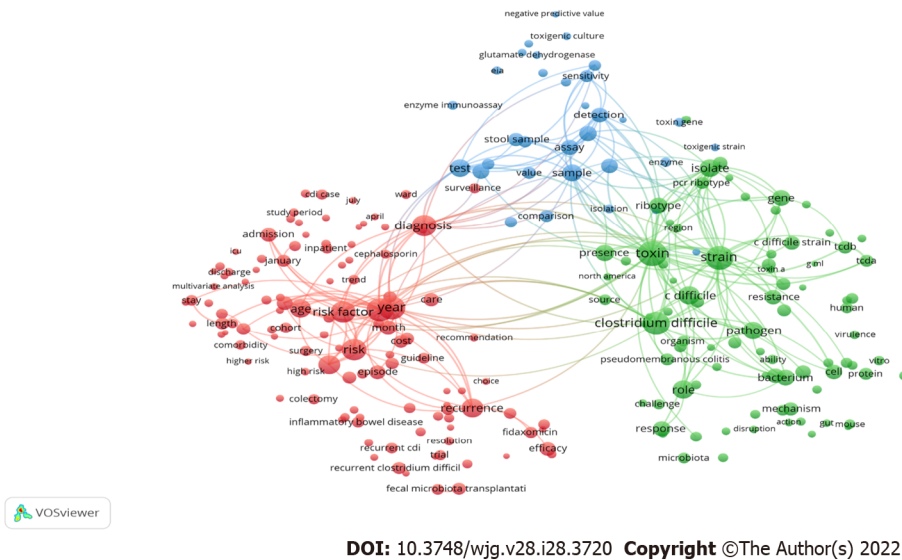 negative predictive value
toxigenic culture
glutamate dehydrogenase
eia
sensitivity
enzyme immunoassay
detection
toxin gene
stool sample
assay
toxigenic strain
test
value
sample
enzyme
isolate
surveillance
pcr ribotype
cdi case
july
ward
ribotype
gene
study period
april
comparison
isolation
diagnosis
region
admission
c difficile strain
tcdb
icu
inpatient
cephalosporin
presence
toxin
strain
january
tcda
discharge
trend
north america
toxin a
g ml
multivariate analysis
stay
care
source
c difficile
resistance
age
risk factor
year
human
length
cohort
month
clostridium difficile
pathogen
comorbidity
surgery
cost
recommendation
organism
virulence
higher risk
risk
guideline
pseudomembranous colitis
ability
vitro
high risk
episode
choice
bacterium
cell
protein
colectomy
role
recurrence
challenge
mechanism
inflammatory bowel disease
fidaxomicin
response
disruption
action
gut
mouse
recurrent cdi
resolution
trial
efficacy
recurrent clostridium difficil
microbiota
fecal microbiota transplantati
VOSviewer
DOI: 10.3748/wjg.v28.i28.3720 Copyright ©The Author(s) 2022